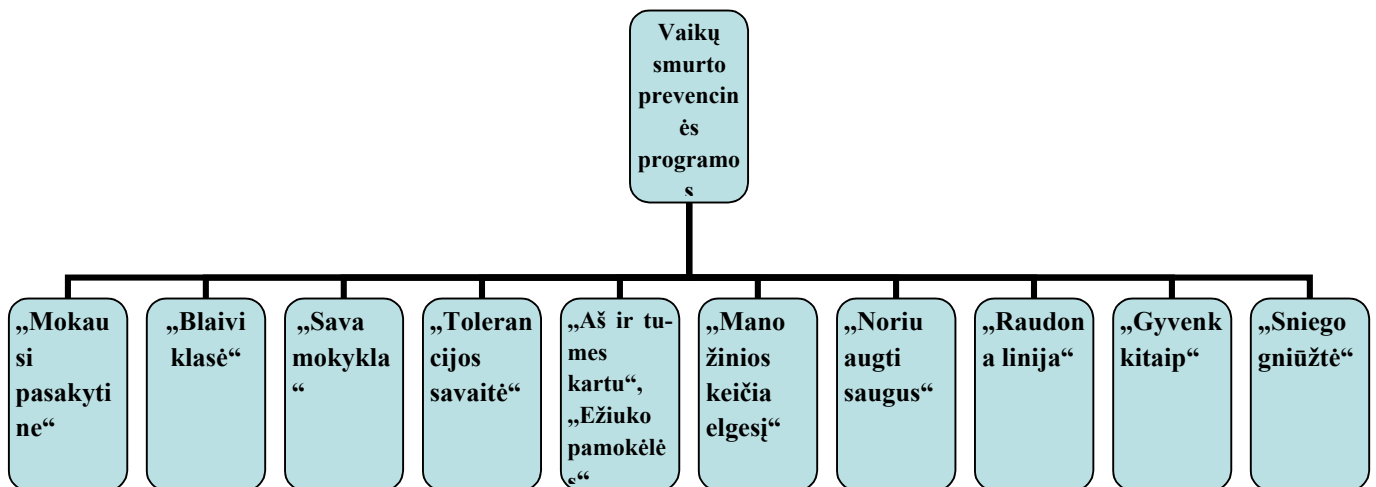 Vaikų
smurto
prevencin
ės
programo
s
„Mokau
si
pasakyti
ne“
„Blaivi
klasė“
„Sava
mokykla
“
„Toleran
cijos
savaitė“
„Aš ir tu-
mes
kartu“,
„Ežiuko
pamokėlė
s“
„Mano
žinios
keičia
elgesį“
„Noriu
augti
saugus“
„Raudon
a linija“
„Gyvenk
kitaip“
„Sniego
gniūžtė“